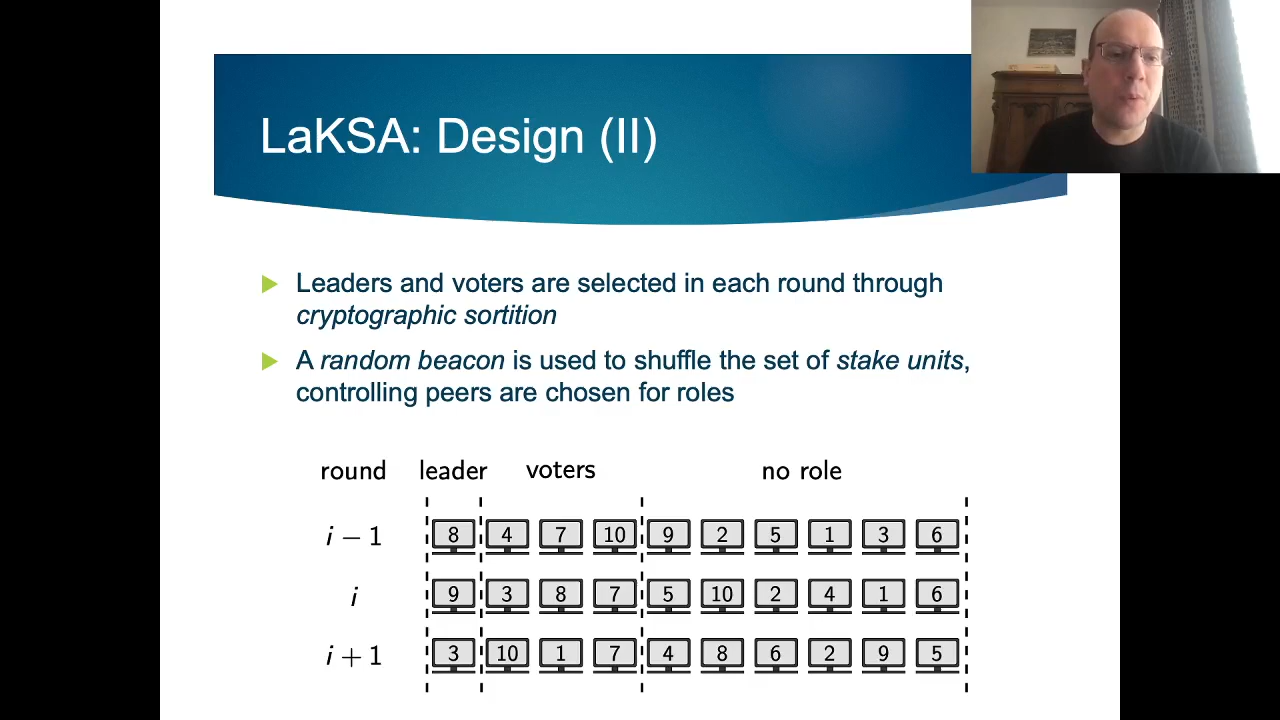 LaKSA: Design (II)
Leaders and voters are selected in each round through
cryptographic sortition
A random beacon is used to shuffle the set of stake units,
controlling peers are chosen for roles
round leader voters no role
i − 1 8 4 7 10 9 2 5 1 3 6
i 9 3 8 7 5 10 2 4 1 6
i + 1 3 10 1 7 4 8 6 2 9 5